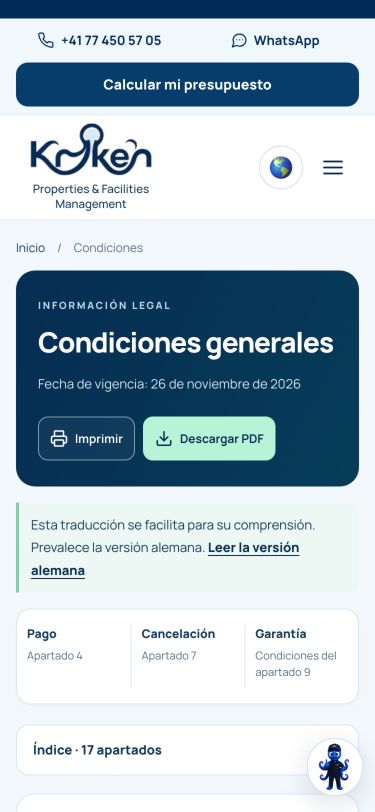 +41 77 450 57 05
WhatsApp
Calcular mi presupuesto
Kraken
Properties & Facilities
Management
Inicio / Condiciones
INFORMACIÓN LEGAL
Condiciones generales
Fecha de vigencia: 26 de noviembre de 2026
Imprimir
Descargar PDF
Esta traducción se facilita para su comprensión.
Prevalece la versión alemana. Leer la versión
alemana
Pago
Apartado 4
Cancelación
Apartado 7
Garantía
Condiciones del
apartado 9
Índice · 17 apartados